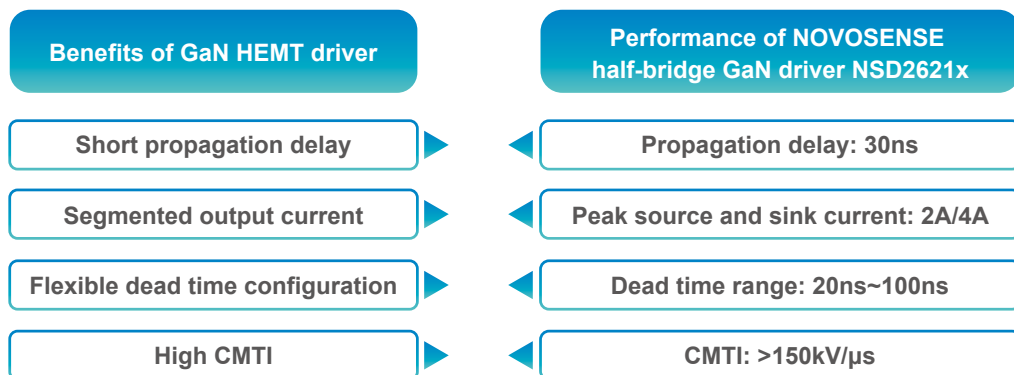 Benefits of GaN HEMT driver
Performance of NOVOSENSE
half-bridge GaN driver NSD2621x
Short propagation delay
Propagation delay: 30ns
Segmented output current
Peak source and sink current: 2A/4A
Flexible dead time configuration
Dead time range: 20ns~100ns
High CMTI
CMTI: >150kV/μs